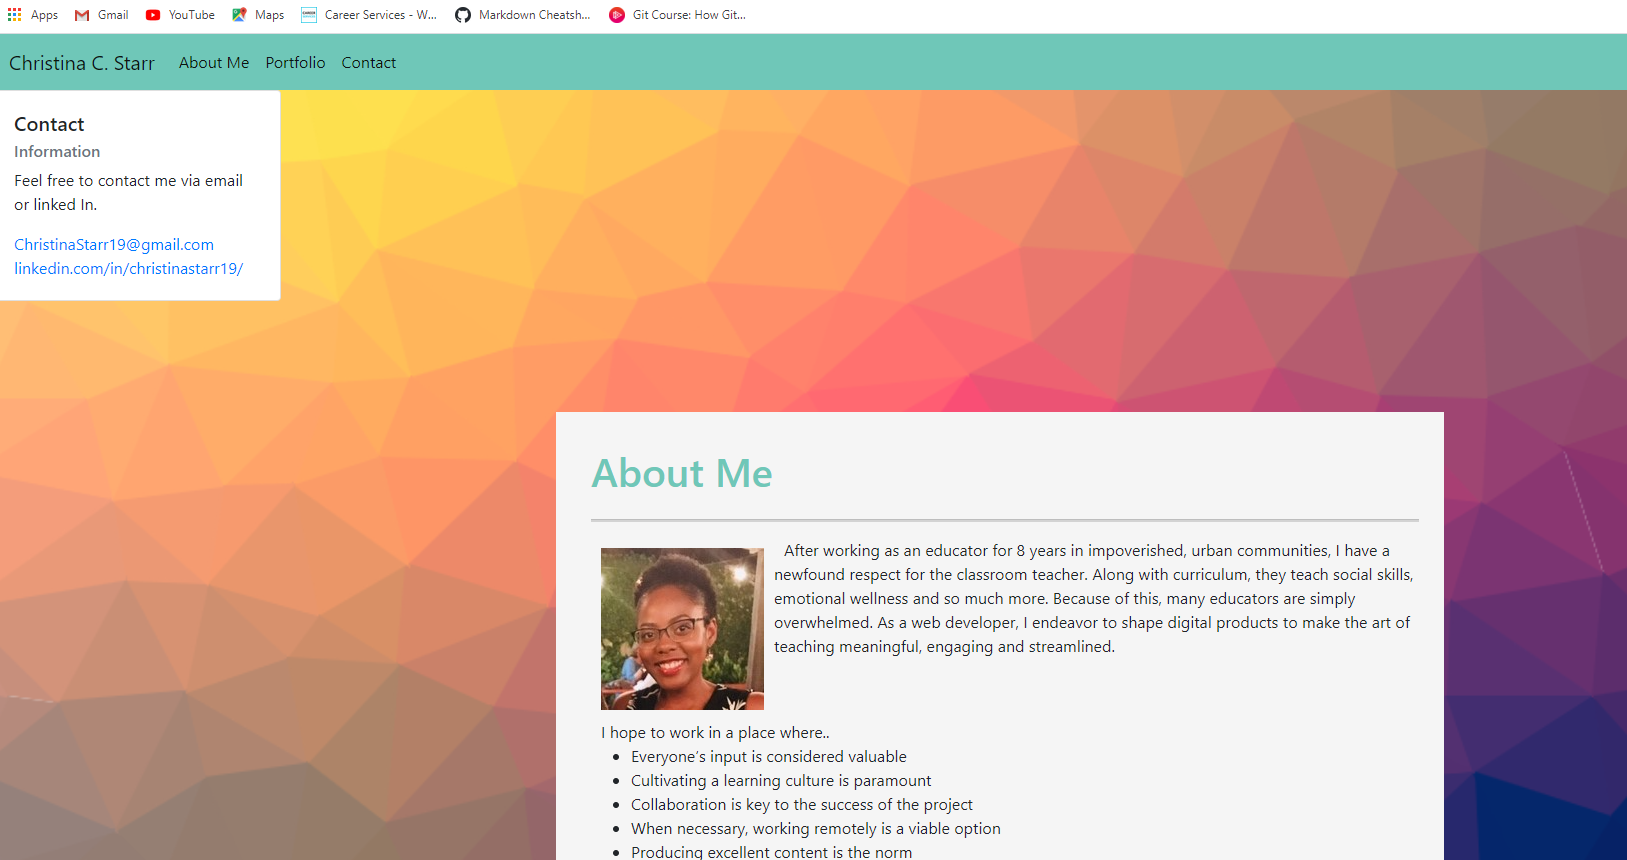 Apps Gmail YouTube Maps Career Services - W... Markdown Cheatsh... Git Course: How Git...
Christina C. Starr About Me Portfolio Contact
Contact
Information
Feel free to contact me via email
or linked In.
ChristinaStarr19@gmail.com
linkedin.com/in/christinastarr19/
About Me
After working as an educator for 8 years in impoverished, urban communities, I have a
newfound respect for the classroom teacher. Along with curriculum, they teach social skills,
emotional wellness and so much more. Because of this, many educators are simply
overwhelmed. As a web developer, I endeavor to shape digital products to make the art of
teaching meaningful, engaging and streamlined.
I hope to work in a place where..
• Everyone's input is considered valuable
• Cultivating a learning culture is paramount
• Collaboration is key to the success of the project
• When necessary, working remotely is a viable option
• Producing excellent content is the norm